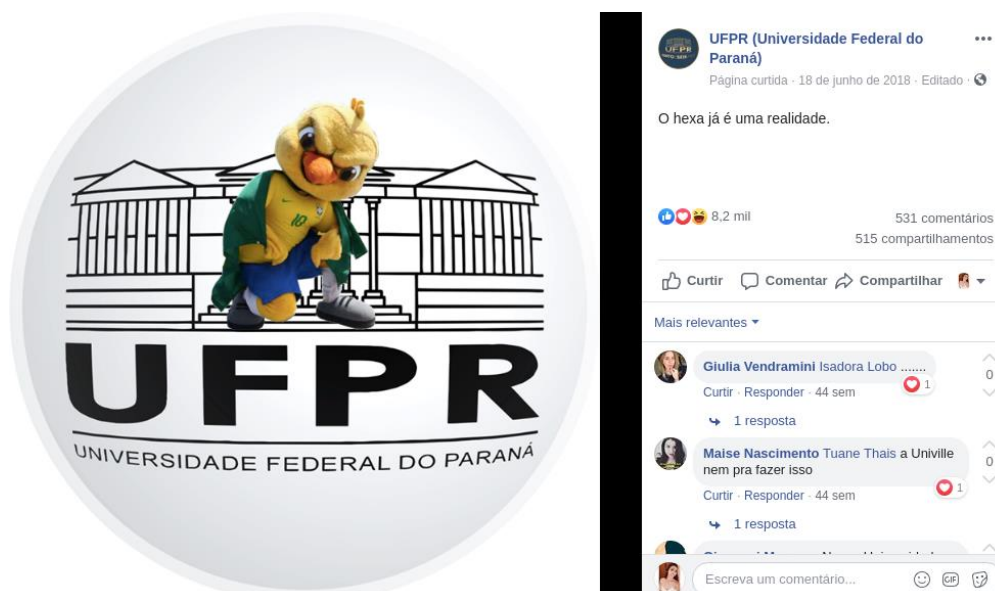 10
UFPR
UNIVERSIDADE FEDERAL DO PARANÁ
UFPR
UFPR (Universidade Federal do
Paraná)
Página curtida · 18 de junho de 2018 · Editado ·
O hexa já é uma realidade.
8,2 mil
531 comentários
515 compartilhamentos
Curtir Comentar Compartilhar
Mais relevantes
Giulia Vendramini Isadora Lobo .......
1
0
Curtir · Responder · 44 sem
1 resposta
Maise Nascimento Tuane Thais a Univille
nem pra fazer isso
1
0
Curtir · Responder · 44 sem
1 resposta
Escreva um comentário...
GIF